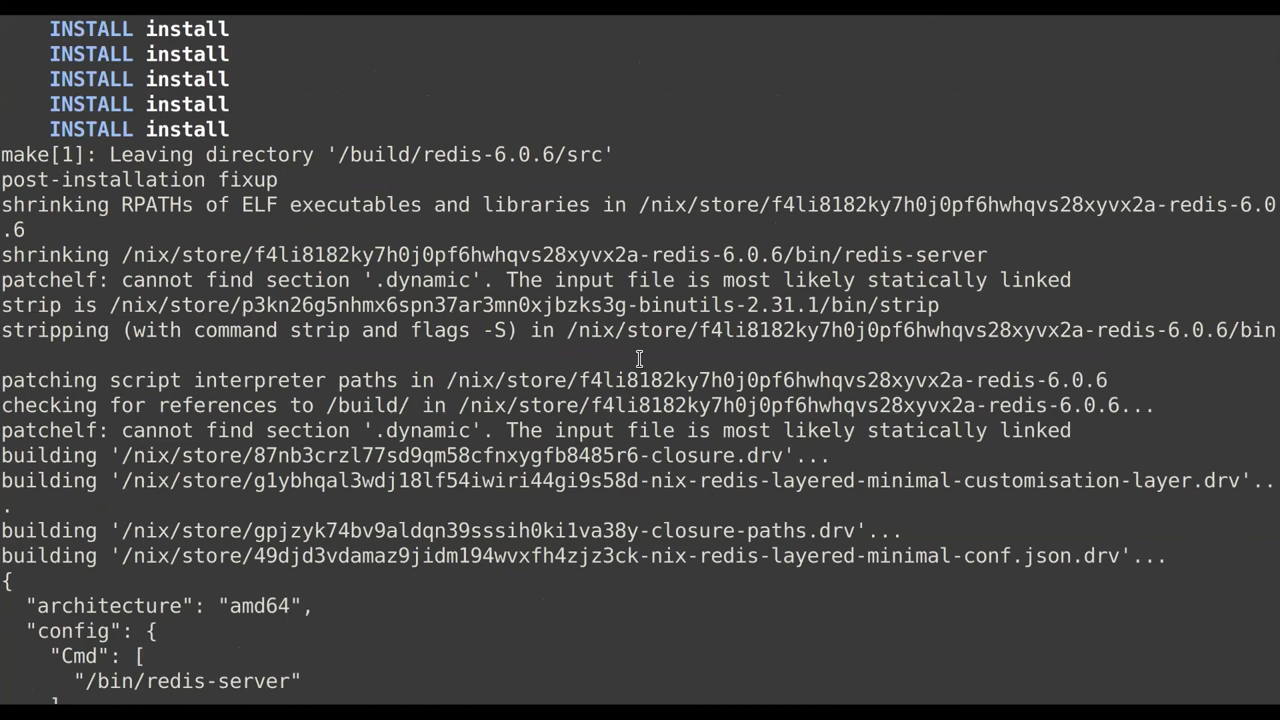 INSTALL install
INSTALL install
INSTALL install
INSTALL install
INSTALL install
make[1]: Leaving directory '/build/redis-6.0.6/src'
post-installation fixup
shrinking RPATHs of ELF executables and libraries in /nix/store/f4li8182ky7h0j0pf6hwhqvs28xyvx2a-redis-6.0
.6
shrinking /nix/store/f4li8182ky7h0j0pf6hwhqvs28xyvx2a-redis-6.0.6/bin/redis-server
patchelf: cannot find section '.dynamic'. The input file is most likely statically linked
strip is /nix/store/p3kn26g5nhmx6spn37ar3mn0xjbzks3g-binutils-2.31.1/bin/strip
stripping (with command strip and flags -S) in /nix/store/f4li8182ky7h0j0pf6hwhqvs28xyvx2a-redis-6.0.6/bin
patching script interpreter paths in /nix/store/f4li8182ky7h0j0pf6hwhqvs28xyvx2a-redis-6.0.6
checking for references to /build/ in /nix/store/f4li8182ky7h0j0pf6hwhqvs28xyvx2a-redis-6.0.6...
patchelf: cannot find section '.dynamic'. The input file is most likely statically linked
building '/nix/store/87nb3crzl77sd9qm58cfnxygfb8485r6-closure.drv'...
building '/nix/store/g1ybhqal3wdj18lf54iwiri44gi9s58d-nix-redis-layered-minimal-customisation-layer.drv'..
.
building '/nix/store/gpjzyk74bv9aldqn39sssih0ki1va38y-closure-paths.drv'...
building '/nix/store/49djd3vdamaz9jidm194wvxfh4zjz3ck-nix-redis-layered-minimal-conf.json.drv'...
{
"architecture": "amd64",
"config": {
"Cmd": [
"/bin/redis-server"
]